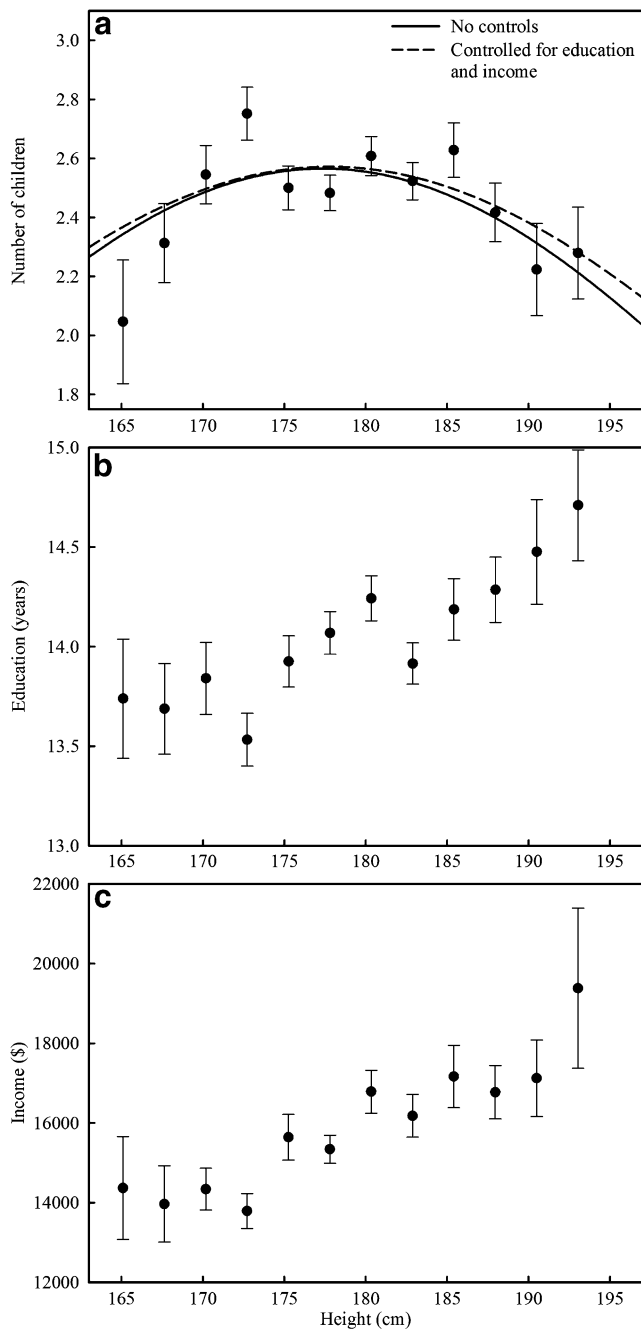 a
No controls
Controlled for education
and income
Number of children
3.0
2.8
2.6
2.4
2.2
2.0
1.8
165 170 175 180 185 190 195
b
Education (years)
15.0
14.5
14.0
13.5
13.0
165 170 175 180 185 190 195
c
Income ($)
22000
20000
18000
16000
14000
12000
165 170 175 180 185 190 195
Height (cm)